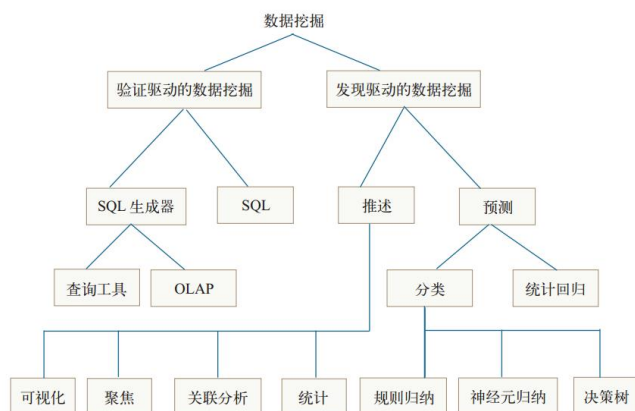 数据挖掘
验证驱动的数据挖掘
发现驱动的数据挖掘
SQL 生成器
SQL
推述
预测
查询工具
OLAP
分类
统计回归
可视化
聚焦
关联分析
统计
规则归纳
神经元归纳
决策树